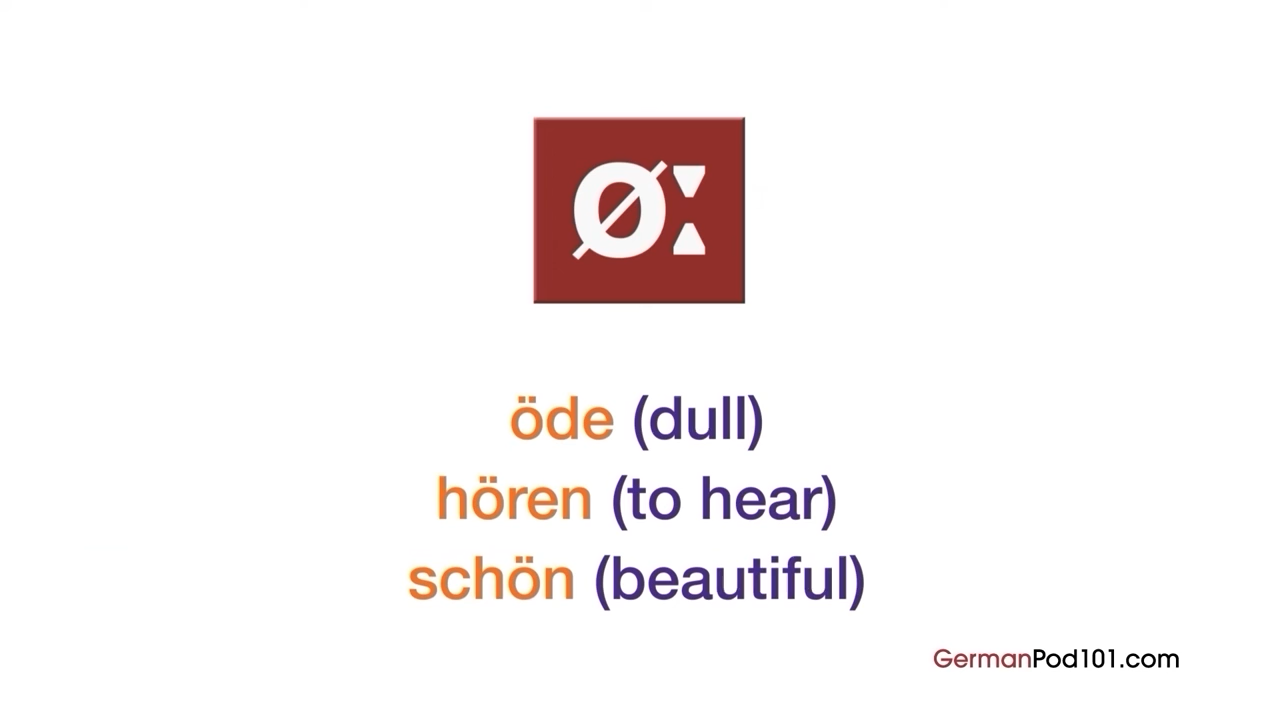 øː
öde (dull)
hören (to hear)
schön (beautiful)
GermanPod101.com